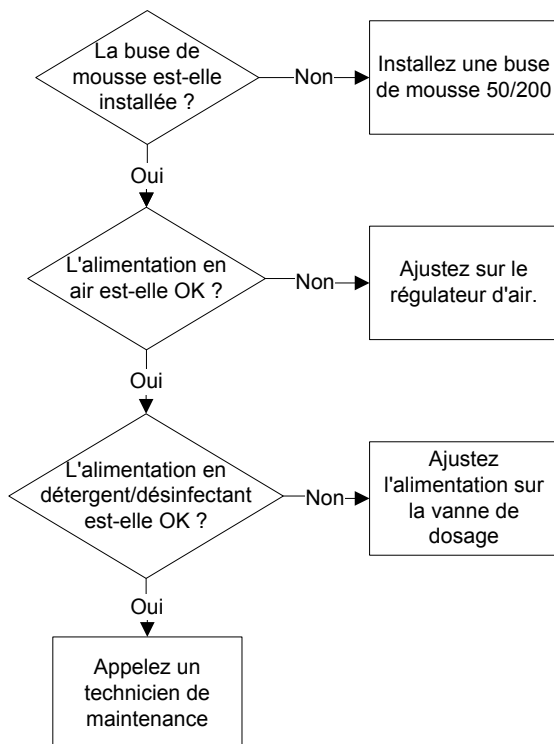 La buse de
mousse est-elle
installée ?
Non
Installez une buse
de mousse 50/200
Oui
L'alimentation en
air est-elle OK ?
Non
Ajustez sur le
régulateur d'air.
Oui
L'alimentation en
détergent/désinfectant
est-elle OK ?
Non
Ajustez
l'alimentation sur
la vanne de
dosage
Oui
Appelez un
technicien de
maintenance